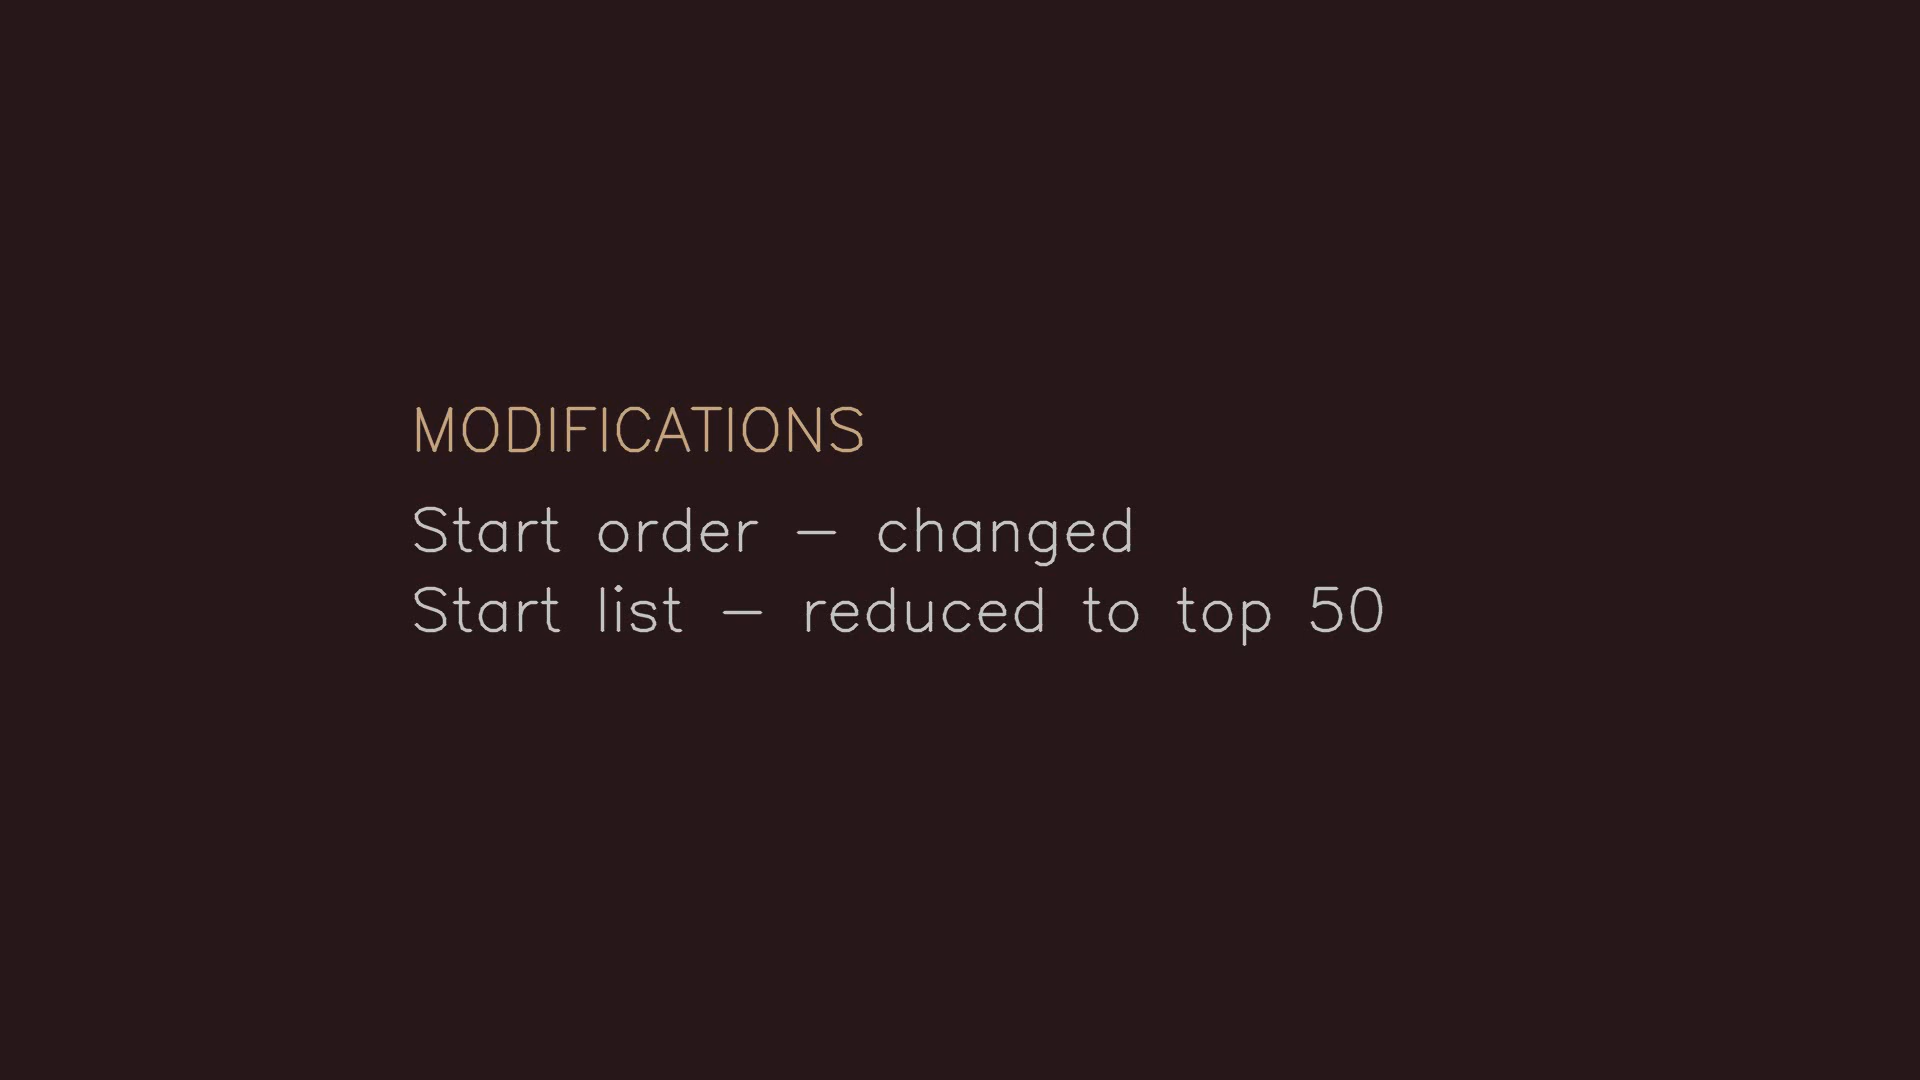 MODIFICATIONS
Start order – changed
Start list – reduced to top 50